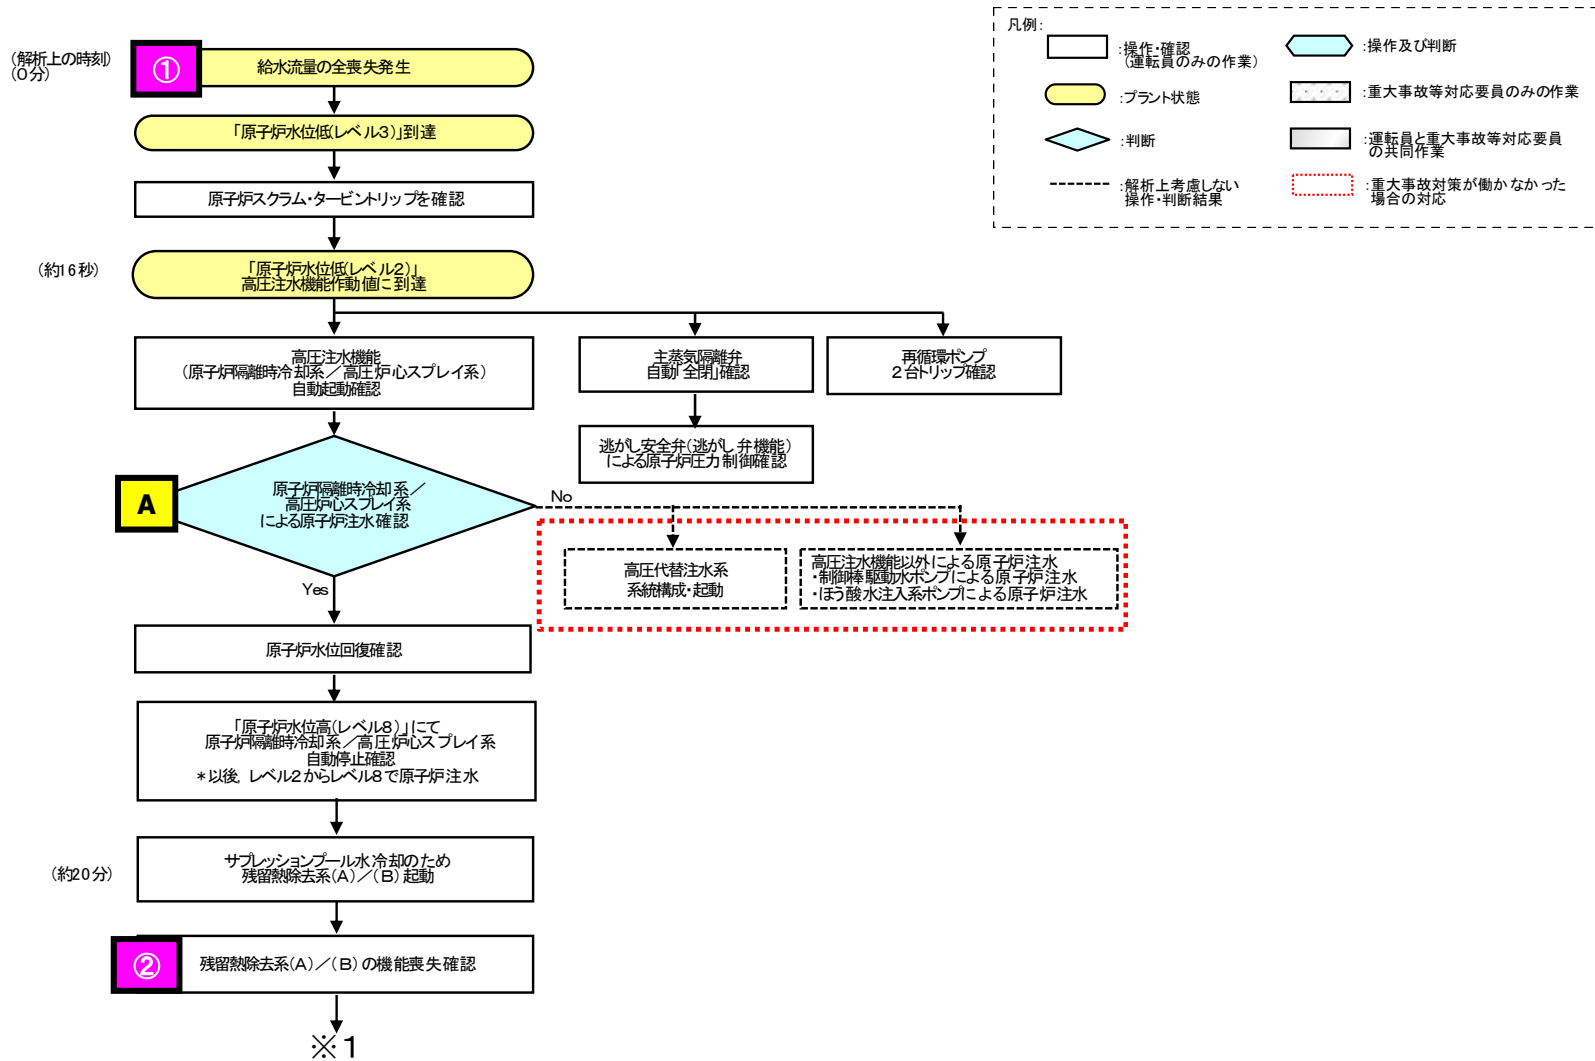 (解析上の時刻)
(0分)
①
給水流量の全喪失発生
「原子炉水位低(レベル3)」到達
原子炉スクラム・タービントリップを確認
(約16秒)
「原子炉水位低(レベル2)」
高圧注水機能作動値に到達
高圧注水機能
(原子炉隔離時冷却系／高圧炉心スプレイ系)
自動起動確認
主蒸気隔離弁
自動「全閉」確認
再循環ポンプ
2台トリップ確認
逃がし安全弁(逃がし弁機能)
による原子炉圧力制御確認
A
原子炉隔離時冷却系／
高圧炉心スプレイ系
による原子炉注水確認
No
Yes
高圧代替注水系
系統構成・起動
高圧注水機能以外による原子炉注水
・制御棒駆動水ポンプによる原子炉注水
・ほう酸水注入系ポンプによる原子炉注水
原子炉水位回復確認
「原子炉水位高(レベル8)」にて
原子炉隔離時冷却系／高圧炉心スプレイ系
自動停止確認
＊以後，レベル2からレベル8で原子炉注水
(約20分)
サプレッションプール水冷却のため
残留熱除去系(A)／(B)起動
②
残留熱除去系(A)／(B)の機能喪失確認
※1
凡例:
:操作・確認
(運転員のみの作業)
:プラント状態
:判断
:解析上考慮しない
操作・判断結果
:操作及び判断
:重大事故等対応要員のみの作業
:運転員と重大事故等対応要員
の共同作業
:重大事故対策が働かなかった
場合の対応